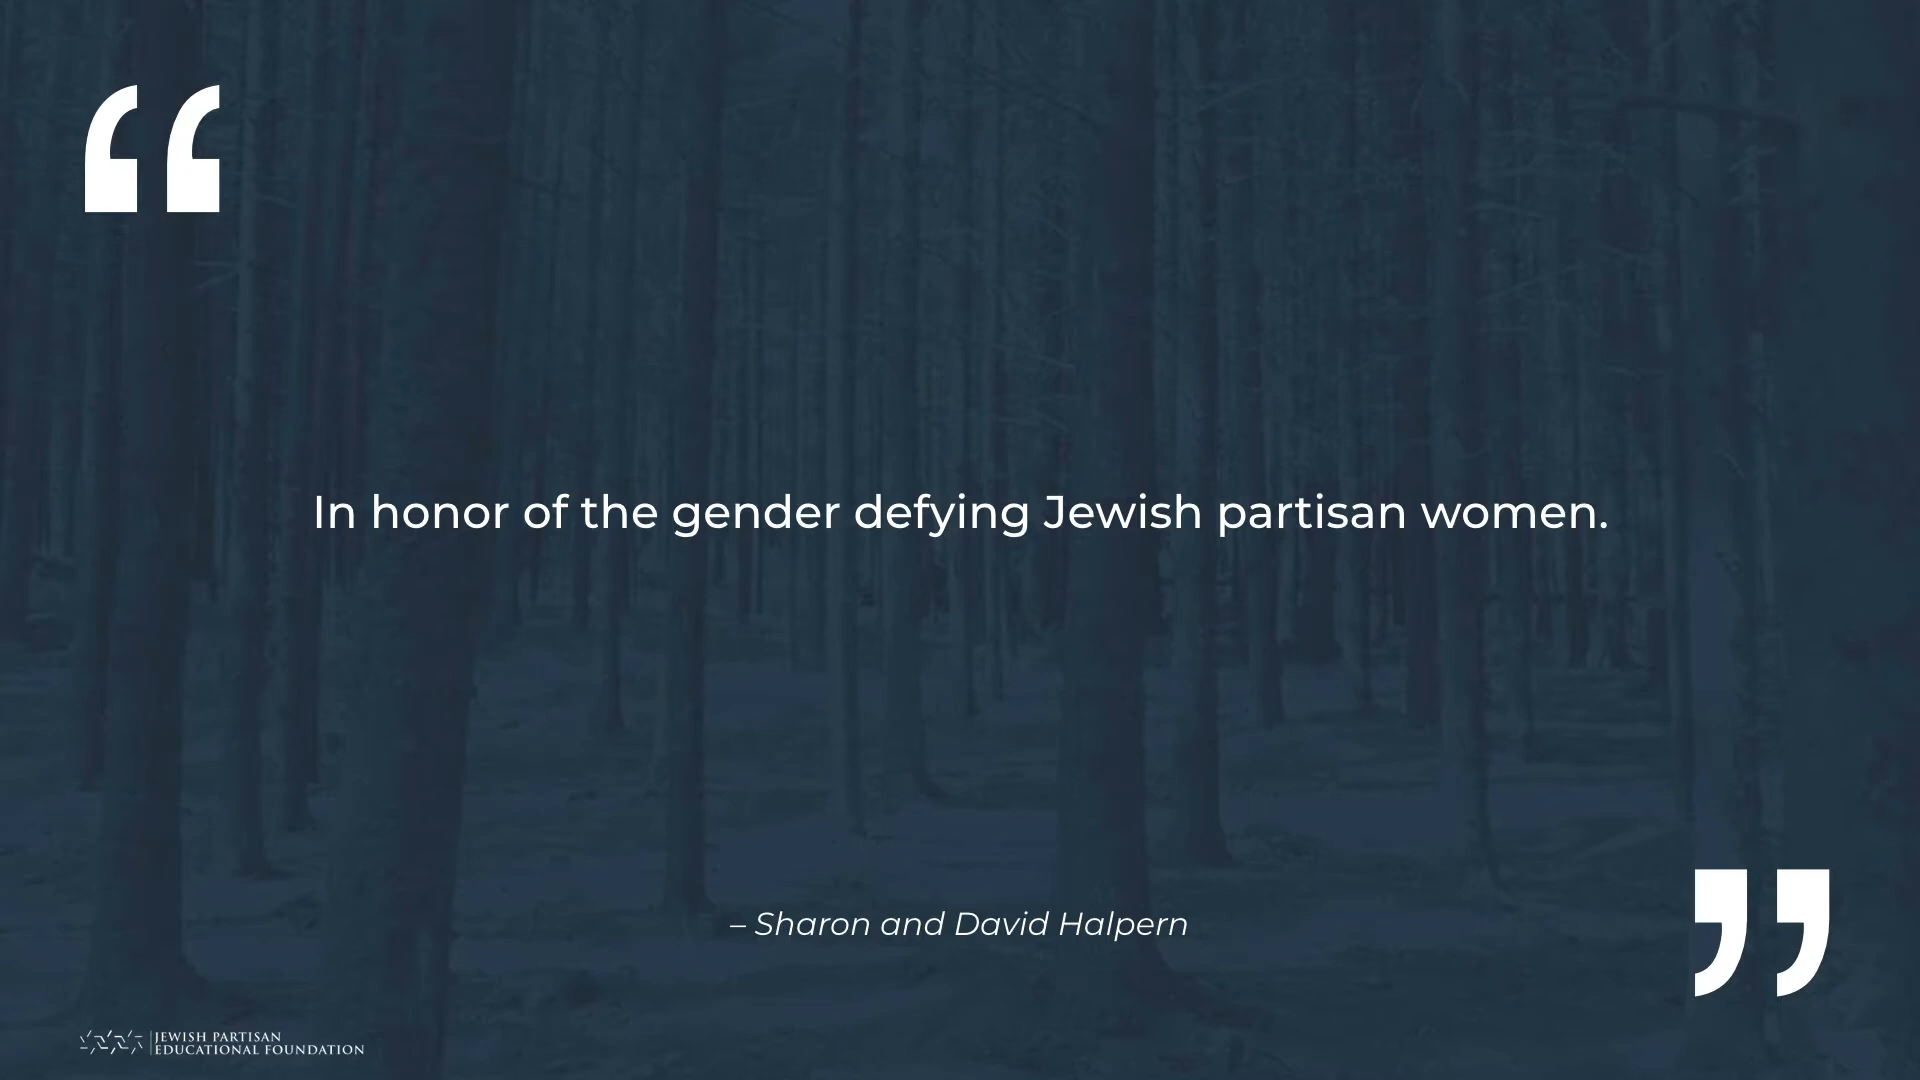 “
In honor of the gender defying Jewish partisan women.
– Sharon and David Halpern
”
JEWISH PARTISAN
EDUCATIONAL FOUNDATION